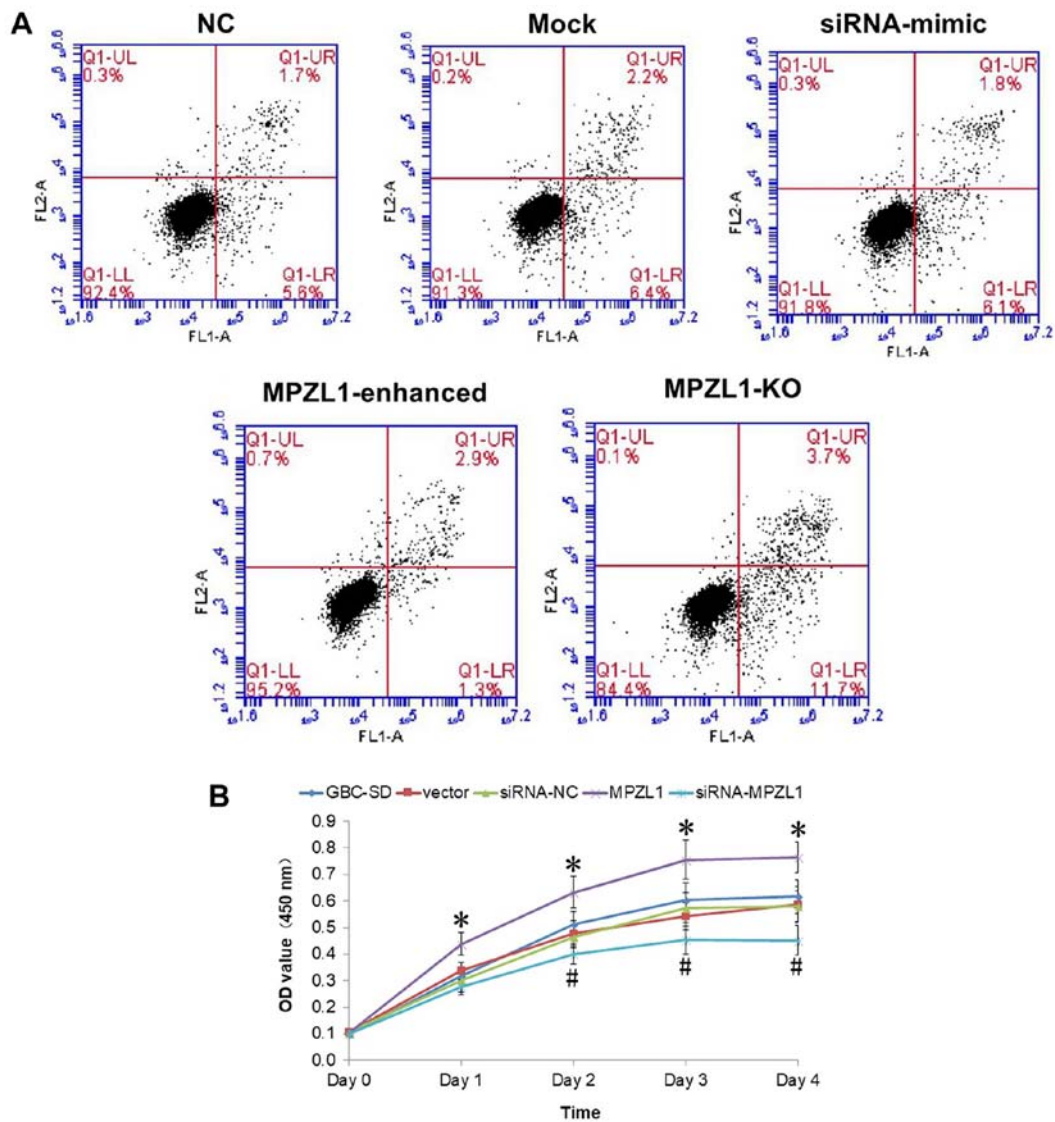 A
NC
Mock
siRNA-mimic
Q1-UL
0.3%
Q1-UR
1.7%
Q1-LL
92.4%
Q1-LR
5.6%
FL2-A
FL1-A
Q1-UL
0.2%
Q1-UR
2.2%
Q1-LL
91.3%
Q1-LR
6.4%
FL2-A
FL1-A
Q1-UL
0.3%
Q1-UR
1.8%
Q1-LL
91.8%
Q1-LR
6.1%
FL2-A
FL1-A
MPZL1-enhanced
MPZL1-KO
Q1-UL
0.7%
Q1-UR
2.9%
Q1-LL
95.2%
Q1-LR
1.3%
FL2-A
FL1-A
Q1-UL
0.1%
Q1-UR
3.7%
Q1-LL
84.4%
Q1-LR
11.7%
FL2-A
FL1-A
B
GBC-SD vector siRNA-NC MPZL1 siRNA-MPZL1
OD value (450 nm)
0.9
0.8
0.7
0.6
0.5
0.4
0.3
0.2
0.1
0.0
* * * *
# # #
Day 0 Day 1 Day 2 Day 3 Day 4
Time